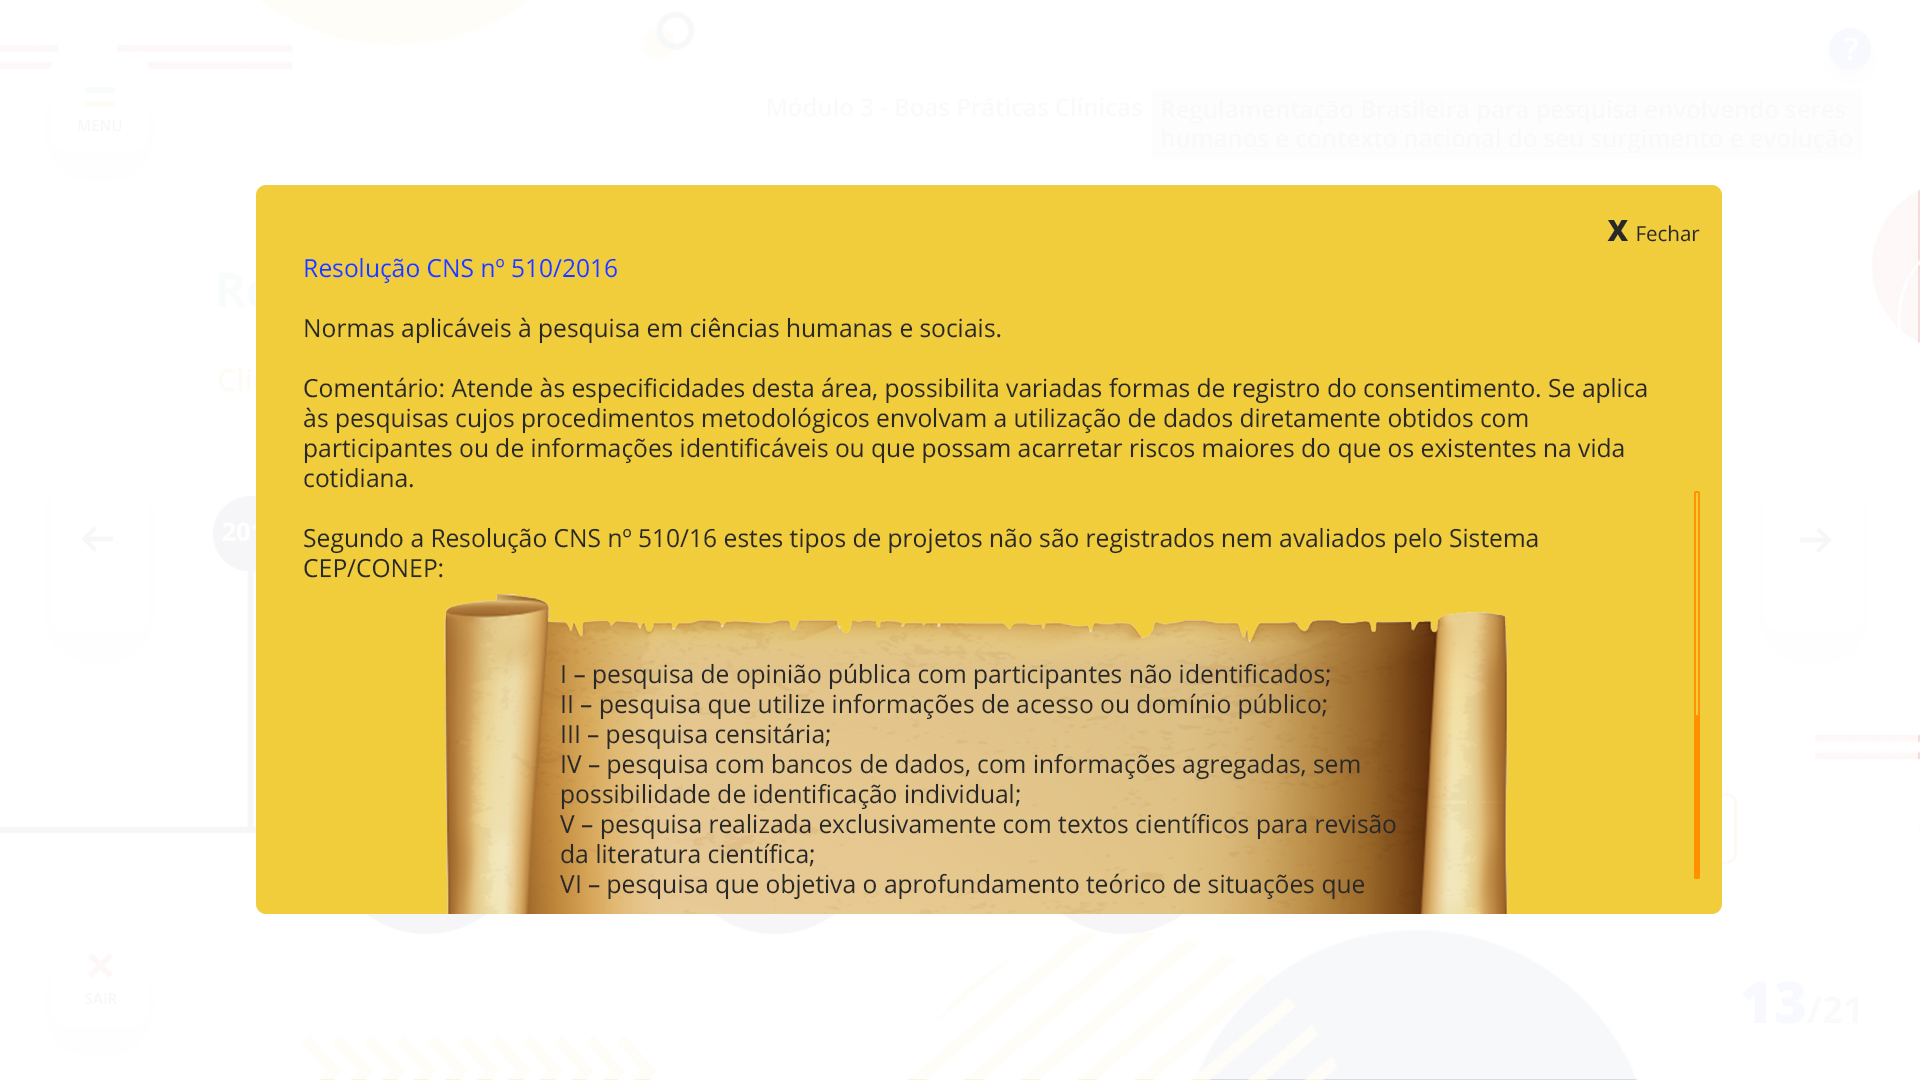 ?
MENU
Módulo 3 - Boas Práticas Clínicas
Regulamentação Brasileira para pesquisa envolvendo seres
humanos e contexto nacional do seu surgimento e evolução
X Fechar
Resolução CNS nº 510/2016
Normas aplicáveis à pesquisa em ciências humanas e sociais.
Comentário: Atende às especificidades desta área, possibilita variadas formas de registro do consentimento. Se aplica
às pesquisas cujos procedimentos metodológicos envolvam a utilização de dados diretamente obtidos com
participantes ou de informações identificáveis ou que possam acarretar riscos maiores do que os existentes na vida
cotidiana.
Segundo a Resolução CNS nº 510/16 estes tipos de projetos não são registrados nem avaliados pelo Sistema
CEP/CONEP:
I – pesquisa de opinião pública com participantes não identificados;
II – pesquisa que utilize informações de acesso ou domínio público;
III – pesquisa censitária;
IV – pesquisa com bancos de dados, com informações agregadas, sem
possibilidade de identificação individual;
V – pesquisa realizada exclusivamente com textos científicos para revisão
da literatura científica;
VI – pesquisa que objetiva o aprofundamento teórico de situações que
SAIR
13/21